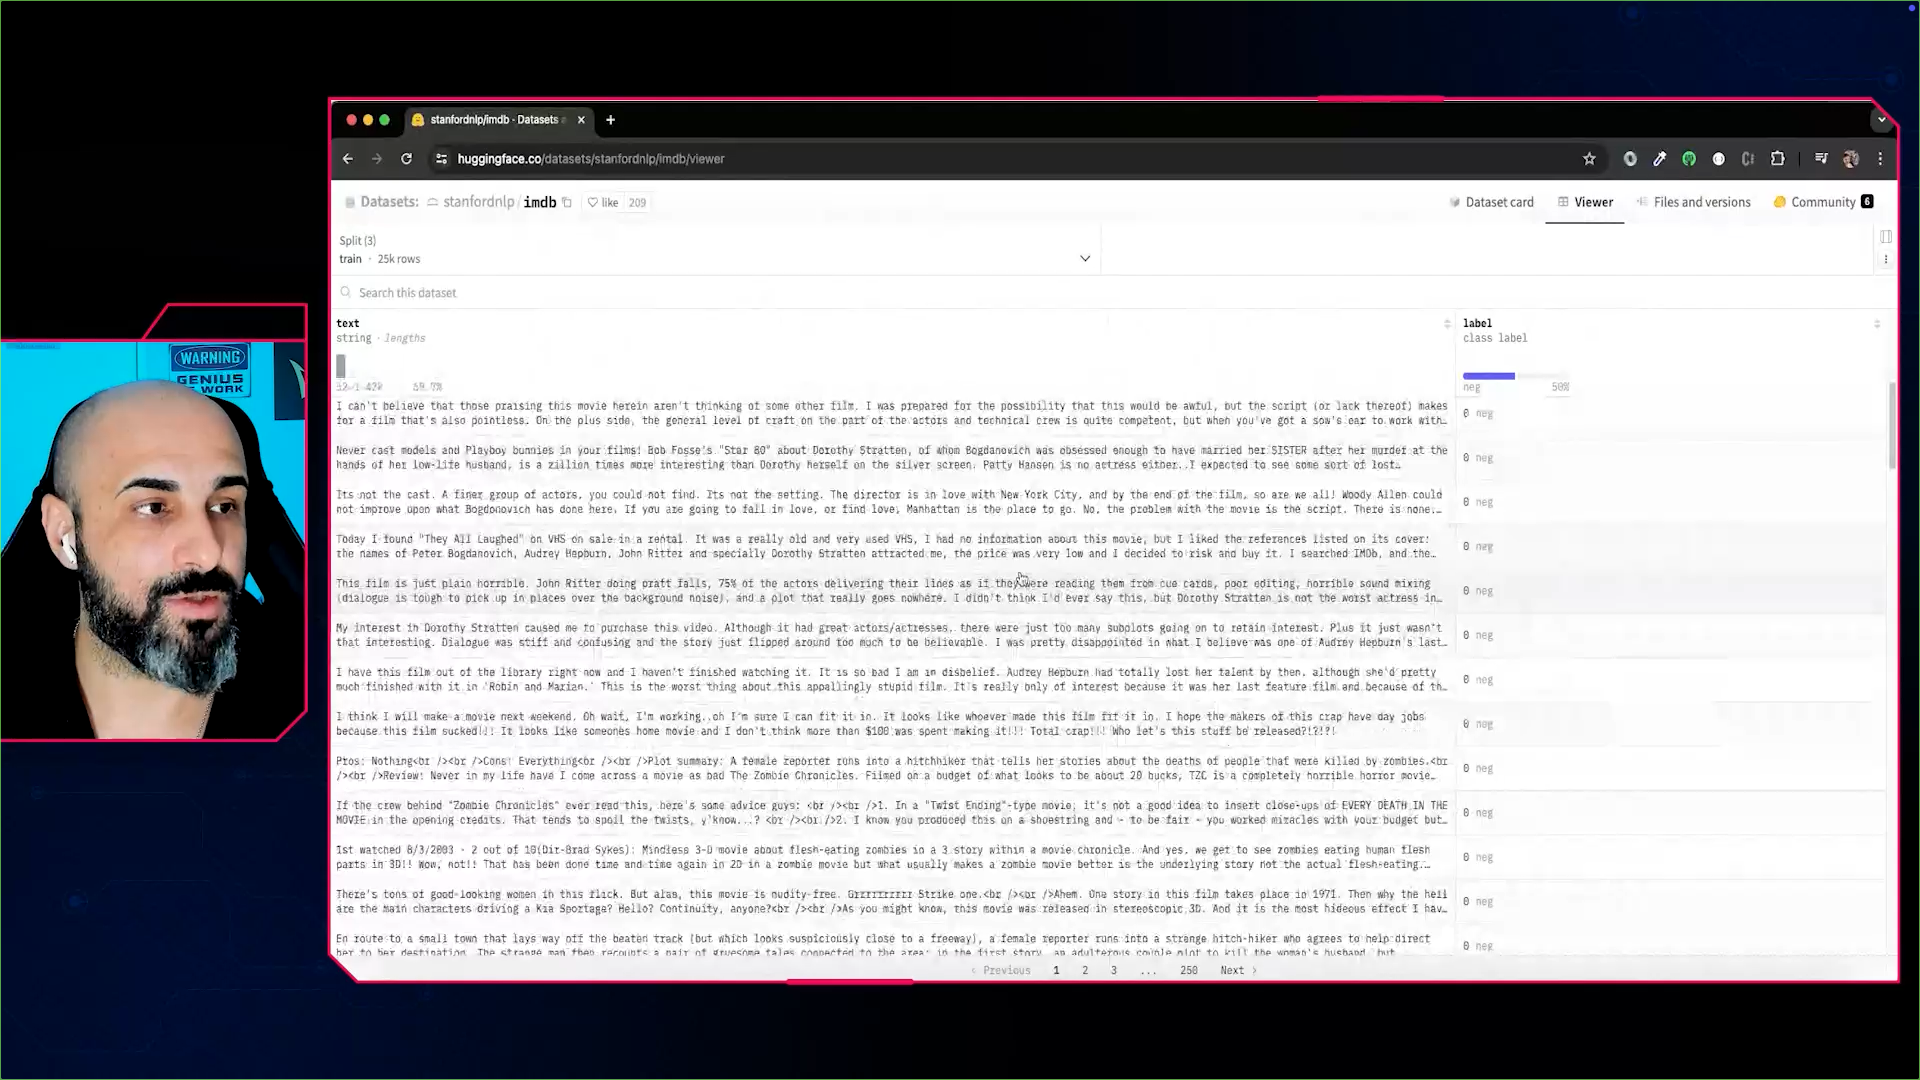 stanfordnlp/imdb · Datasets
huggingface.co/datasets/stanfordnlp/imdb/viewer
Datasets: stanfordnlp / imdb like 209
Dataset card Viewer Files and versions Community 6
Split (3)
train · 25k rows
Search this dataset
text
string · lengths
label
class label
59.7%
neg 50%
I can't believe that those praising this movie herein aren't thinking of some other film. I was prepared for the possibility that this would be awful, but the script (or lack thereof) makes
for a film that's also pointless. On the plus side, the general level of craft on the part of the actors and technical crew is quite competent, but when you've got a sow's ear to work with…
0 neg
Never cast models and Playboy bunnies in your films! Bob Fosse's "Star 80" about Dorothy Stratten, of whom Bogdanovich was obsessed enough to have married her SISTER after her murder at the
hands of her low-life husband, is a zillion times more interesting than Dorothy herself on the silver screen. Patty Hansen is no actress either..I expected to see some sort of lost…
0 neg
Its not the cast. A finer group of actors, you could not find. Its not the setting. The director is in love with New York City, and by the end of the film, so are we all! Woody Allen could
not improve upon what Bogdonovich has done here. If you are going to fall in love, or find love, Manhattan is the place to go. No, the problem with the movie is the script. There is none…
0 neg
Today I found "They All Laughed" on VHS on sale in a rental. It was a really old and very used VHS, I had no information about this movie, but I liked the references listed on its cover:
the names of Peter Bogdanovich, Audrey Hepburn, John Ritter and specially Dorothy Stratten attracted me, the price was very low and I decided to risk and buy it. I searched IMDb, and the…
0 neg
This film is just plain horrible. John Ritter doing pratt falls, 75% of the actors delivering their lines as if they were reading them from cue cards, poor editing, horrible sound mixing
(dialogue is tough to pick up in places over the background noise), and a plot that really goes nowhere. I didn't think I'd ever say this, but Dorothy Stratten is not the worst actress in…
0 neg
My interest in Dorothy Stratten caused me to purchase this video. Although it had great actors/actresses, there were just too many subplots going on to retain interest. Plus it just wasn't
that interesting. Dialogue was stiff and confusing and the story just flipped around too much to be believable. I was pretty disappointed in what I believe was one of Audrey Hepburn's last…
0 neg
I have this film out of the library right now and I haven't finished watching it. It is so bad I am in disbelief. Audrey Hepburn had totally lost her talent by then, although she'd pretty
much finished with it in 'Robin and Marian.' This is the worst thing about this appallingly stupid film. It's really only of interest because it was her last feature film and because of th…
0 neg
I think I will make a movie next weekend. Oh wait, I'm working..oh I'm sure I can fit it in. It looks like whoever made this film fit it in. I hope the makers of this crap have day jobs
because this film sucked!!! It looks like someones home movie and I don't think more than $100 was spent making it!!! Total crap!!! Who let's this stuff be released?!?!?!
0 neg
Pros: Nothing<br /><br />Cons: Everything<br /><br />Plot summary: A female reporter runs into a hitchhiker that tells her stories about the deaths of people that were killed by zombies.<br
/><br />Review: Never in my life have I come across a movie as bad The Zombie Chronicles. Filmed on a budget of what looks to be about 20 bucks, TZC is a completely horrible horror movie…
0 neg
If the crew behind "Zombie Chronicles" ever read this, here's some advice guys: <br /><br />1. In a "Twist Ending"-type movie, it's not a good idea to insert close-ups of EVERY DEATH IN THE
MOVIE in the opening credits. That tends to spoil the twists, y'know...? <br /><br />2. I know you produced this on a shoestring and - to be fair - you worked miracles with your budget but…
0 neg
1st watched 8/3/2003 - 2 out of 10(Dir-Brad Sykes): Mindless 3-D movie about flesh-eating zombies in a 3 story within a movie chronicle. And yes, we get to see zombies eating human flesh
parts in 3D!! Wow, not!! That has been done time and time again in 2D in a zombie movie but what usually makes a zombie movie better is the underlying story not the actual flesh-eating…
0 neg
There's tons of good-looking women in this flick. But alas, this movie is nudity-free. Grrrrrrrrrr Strike one.<br /><br />Ahem. One story in this film takes place in 1971. Then why the hell
are the main characters driving a Kia Sportage? Hello? Continuity, anyone?<br /><br />As you might know, this movie was released in stereoscopic 3D. And it is the most hideous effect I hav…
0 neg
En route to a small town that lays way off the beaten track (but which looks suspiciously close to a freeway), a female reporter runs into a strange hitch-hiker who agrees to help direct
her to her destination. The strange man then recounts a pair of gruesome tales connected to the area: in the first story, an adulterous couple plot to kill the woman's husband, but
0 neg
Previous 1 2 3 ... 250 Next
WARNING
GENIUS
WORK